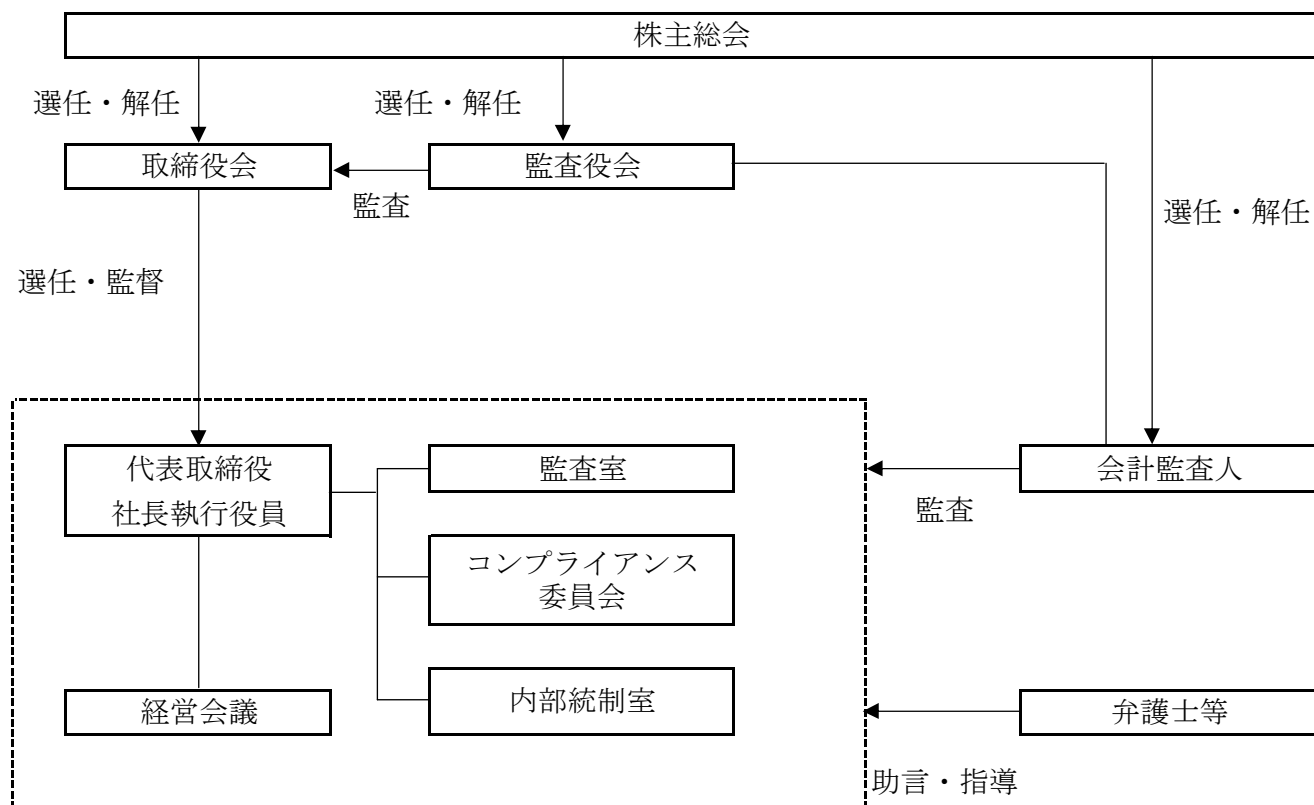 株主総会
選任・解任
選任・解任
取締役会
監査役会
監査
選任・解任
選任・監督
代表取締役
社長執行役員
監査室
会計監査人
監査
コンプライアンス
委員会
経営会議
内部統制室
弁護士等
助言・指導